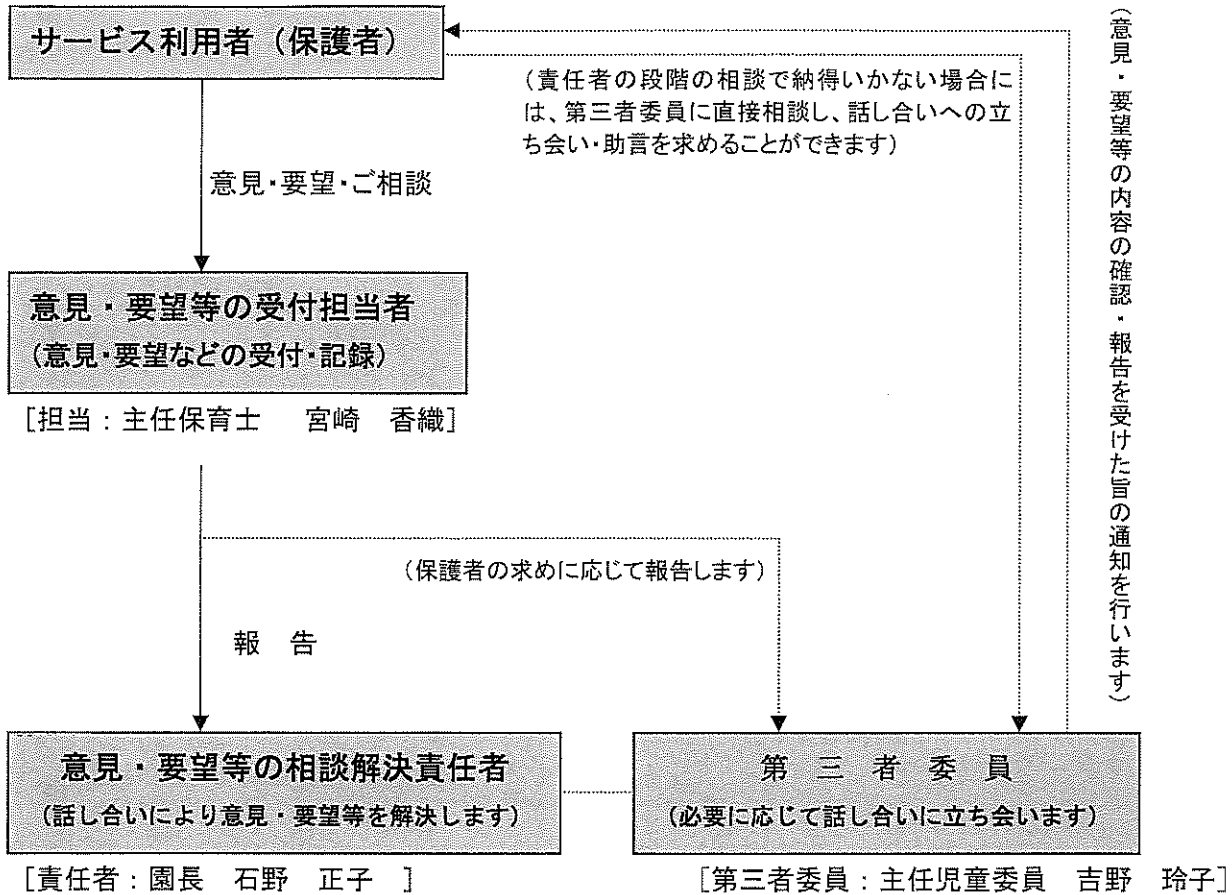 サービス利用者（保護者）
（責任者の段階の相談で納得いかない場合に
は、第三者委員に直接相談し、話し合いへの立
ち会い・助言を求めることができます）
（意見・要望等の内容の確認・報告を受けた旨の通知を行います）
意見・要望・ご相談
意見・要望等の受付担当者
（意見・要望などの受付・記録）
［担当：主任保育士　宮崎　香織］
（保護者の求めに応じて報告します）
報　告
意見・要望等の相談解決責任者
（話し合いにより意見・要望等を解決します）
［責任者：園長　石野　正子　］
第　三　者　委　員
（必要に応じて話し合いに立ち会います）
［第三者委員：主任児童委員　吉野　玲子］